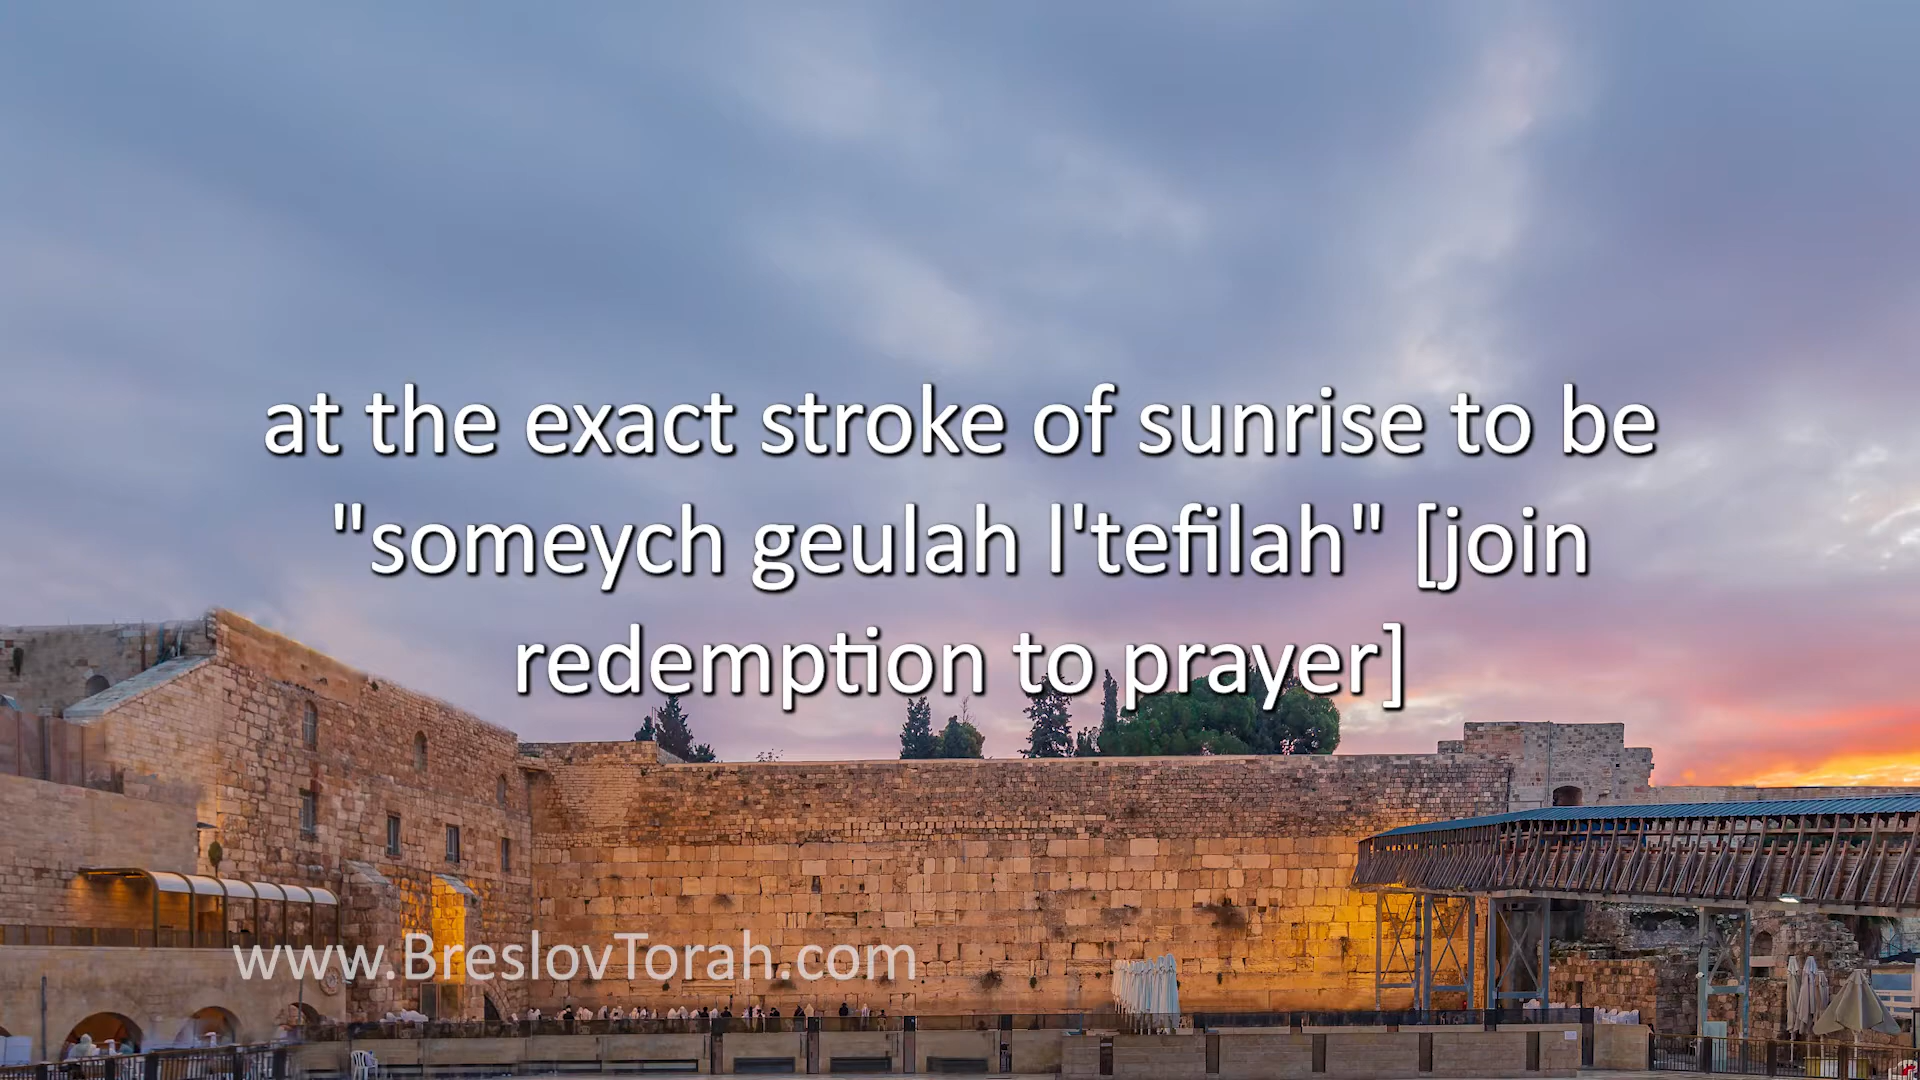 at the exact stroke of sunrise to be
"someych geulah l'tefilah" [join
redemption to prayer]
www.BreslovTorah.com